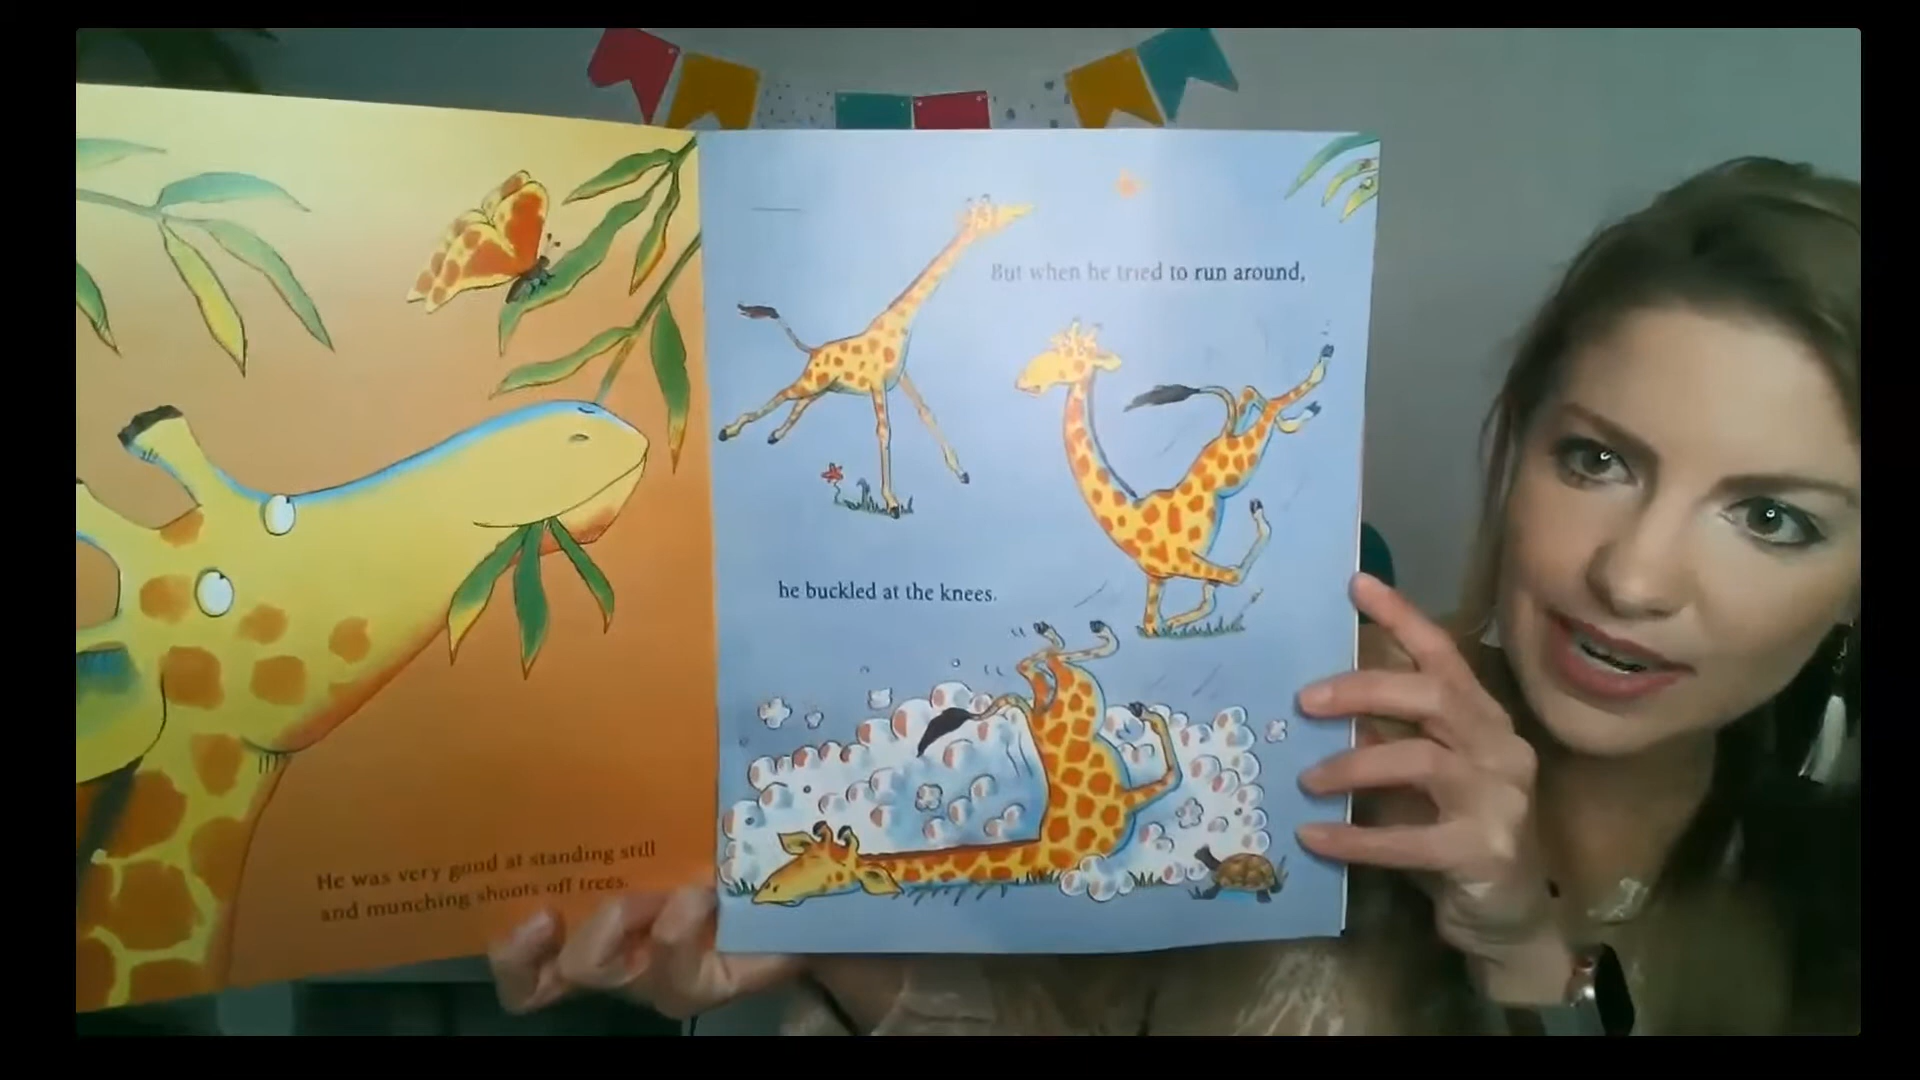 He was very good at standing still
and munching shoots off trees.
But when he tried to run around,
he buckled at the knees.